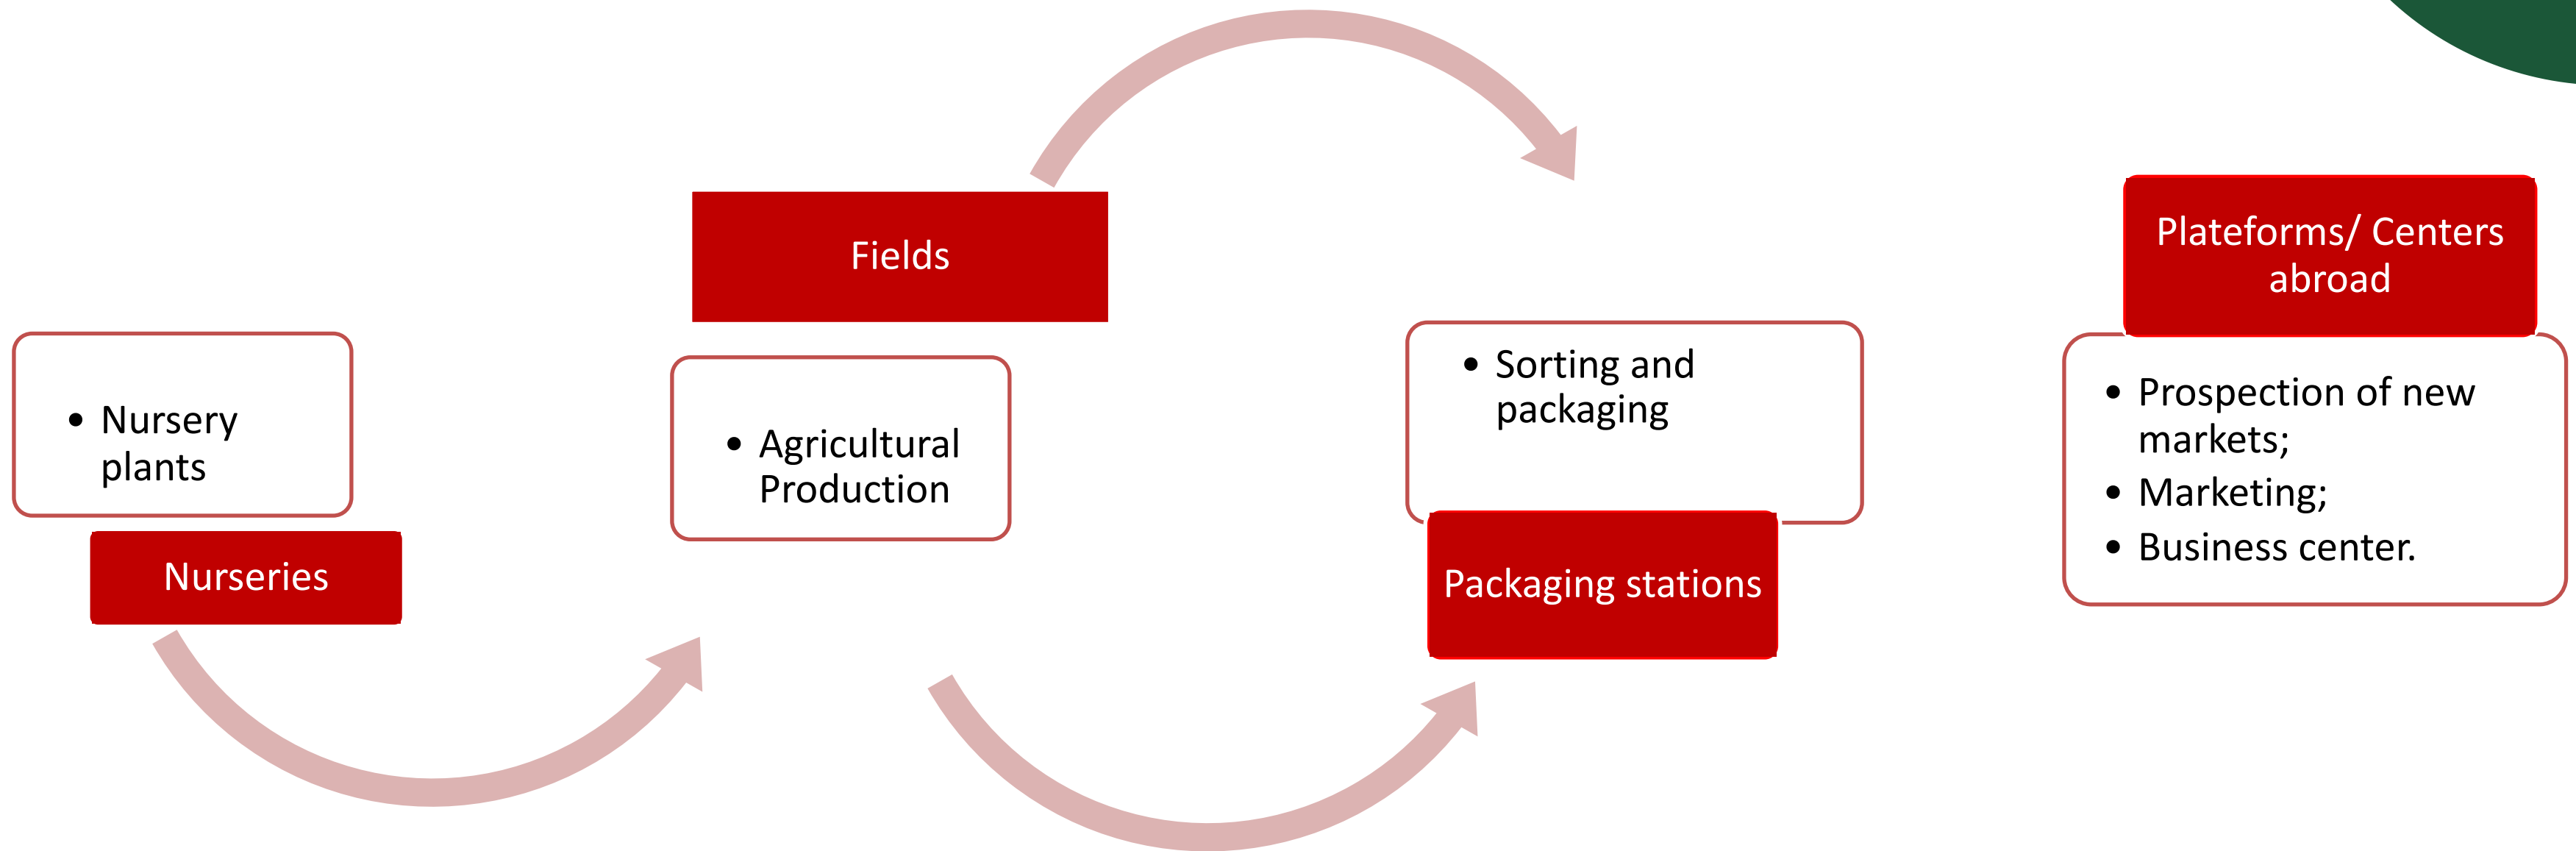 • Nursery
plants
Nurseries
Fields
• Agricultural
Production
• Sorting and
packaging
Packaging stations
Plateforms/ Centers
abroad
• Prospection of new
markets;
• Marketing;
• Business center.